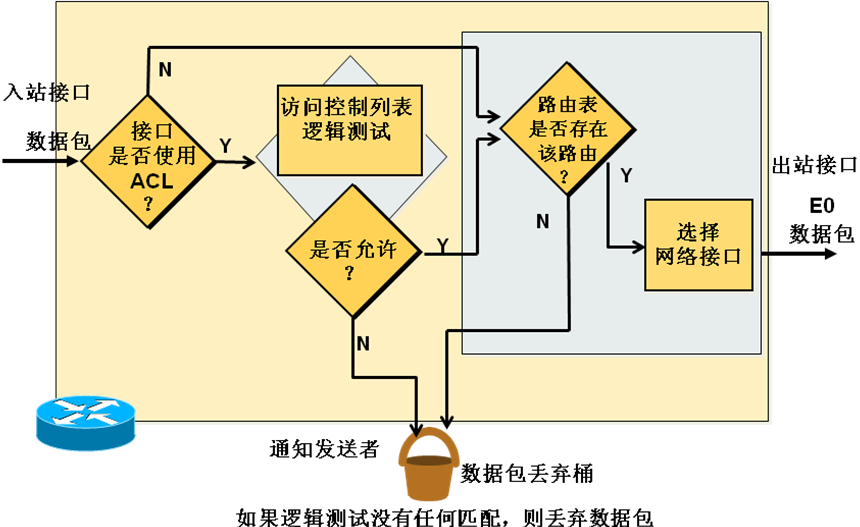 入站接口
数据包
接口
是否使用
ACL
？
N
Y
访问控制列表
逻辑测试
是否允许
？
Y
N
路由表
是否存在
该路由
？
Y
N
选择
网络接口
出站接口
E0
数据包
通知发送者
数据包丢弃桶
如果逻辑测试没有任何匹配，则丢弃数据包